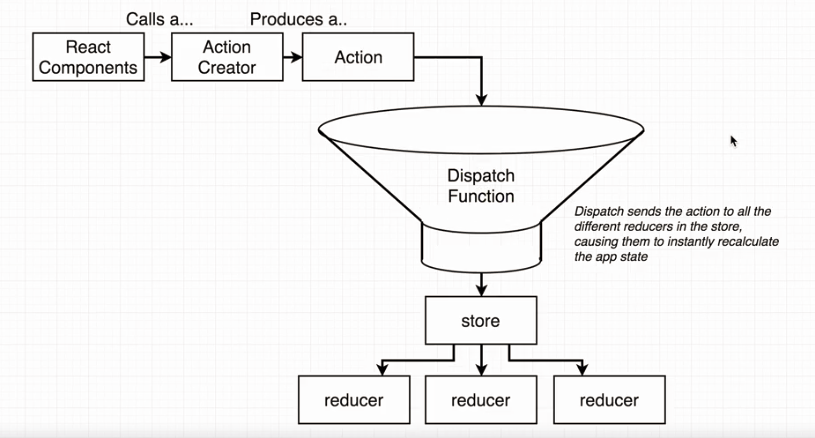 Calls a...
Produces a..
React
Components
Action
Creator
Action
Dispatch
Function
Dispatch sends the action to all the
different reducers in the store,
causing them to instantly recalculate
the app state
store
reducer
reducer
reducer